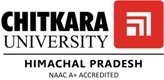 CHITKARA
UNIVERSITY
HIMACHAL PRADESH
NAAC A+ ACCREDITED